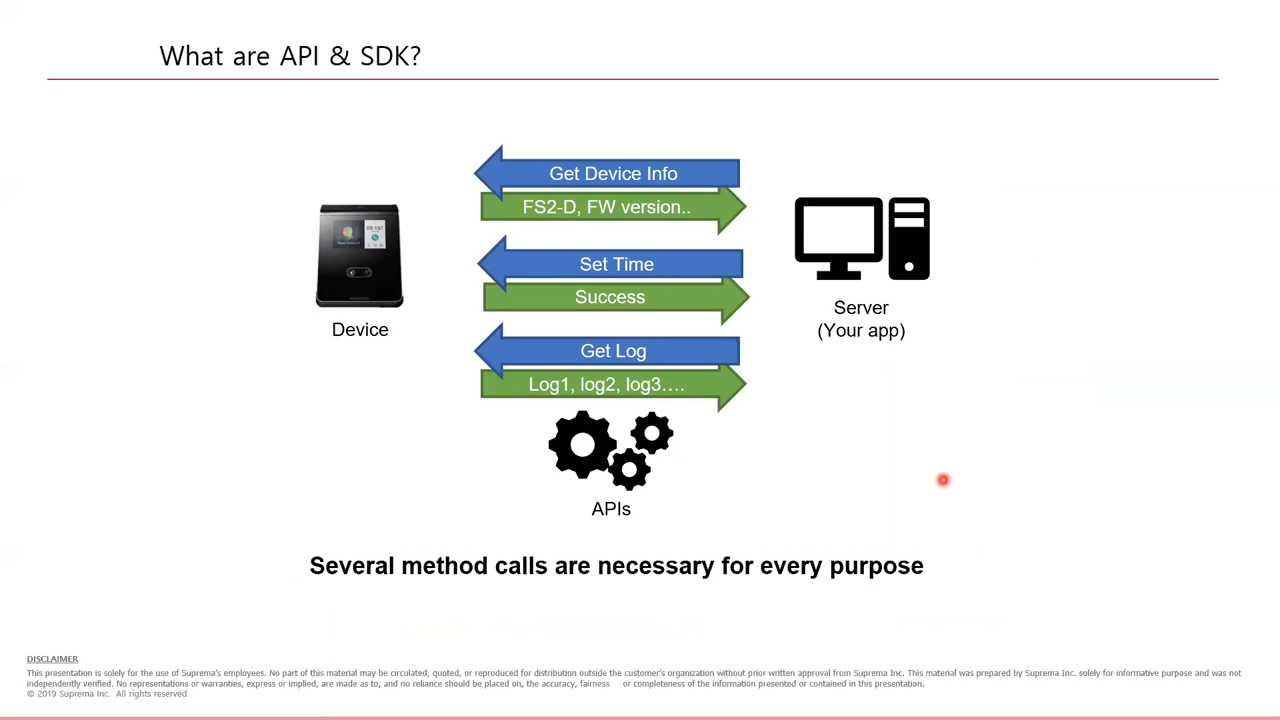 What are API & SDK?
Get Device Info
FS2-D, FW version..
Set Time
Success
Get Log
Log1, log2, log3....
Device
Server
(Your app)
APIs
Several method calls are necessary for every purpose
DISCLAIMER
This presentation is solely for the use of Suprema's employees. No part of this material may be circulated, quoted, or reproduced for distribution outside the customer's organization without prior written approval from Suprema Inc. This material was prepared by Suprema Inc. solely for informative purpose and was not
independently verified. No representations or warranties, express or implied, are made as to, and no reliance should be placed on, the accuracy, fairness or completeness of the information presented or contained in this presentation.
© 2019 Suprema Inc. All rights reserved